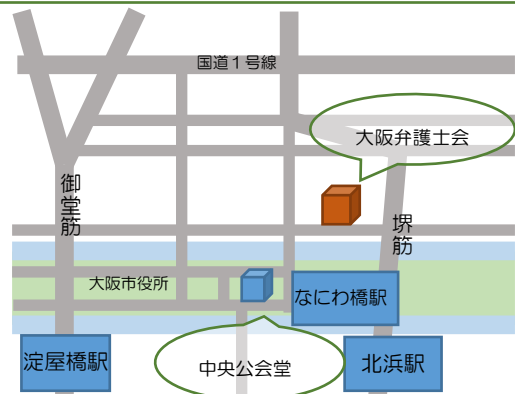 国道１号線
大阪弁護士会
御堂筋
堺筋
大阪市役所
なにわ橋駅
淀屋橋駅
中央公会堂
北浜駅